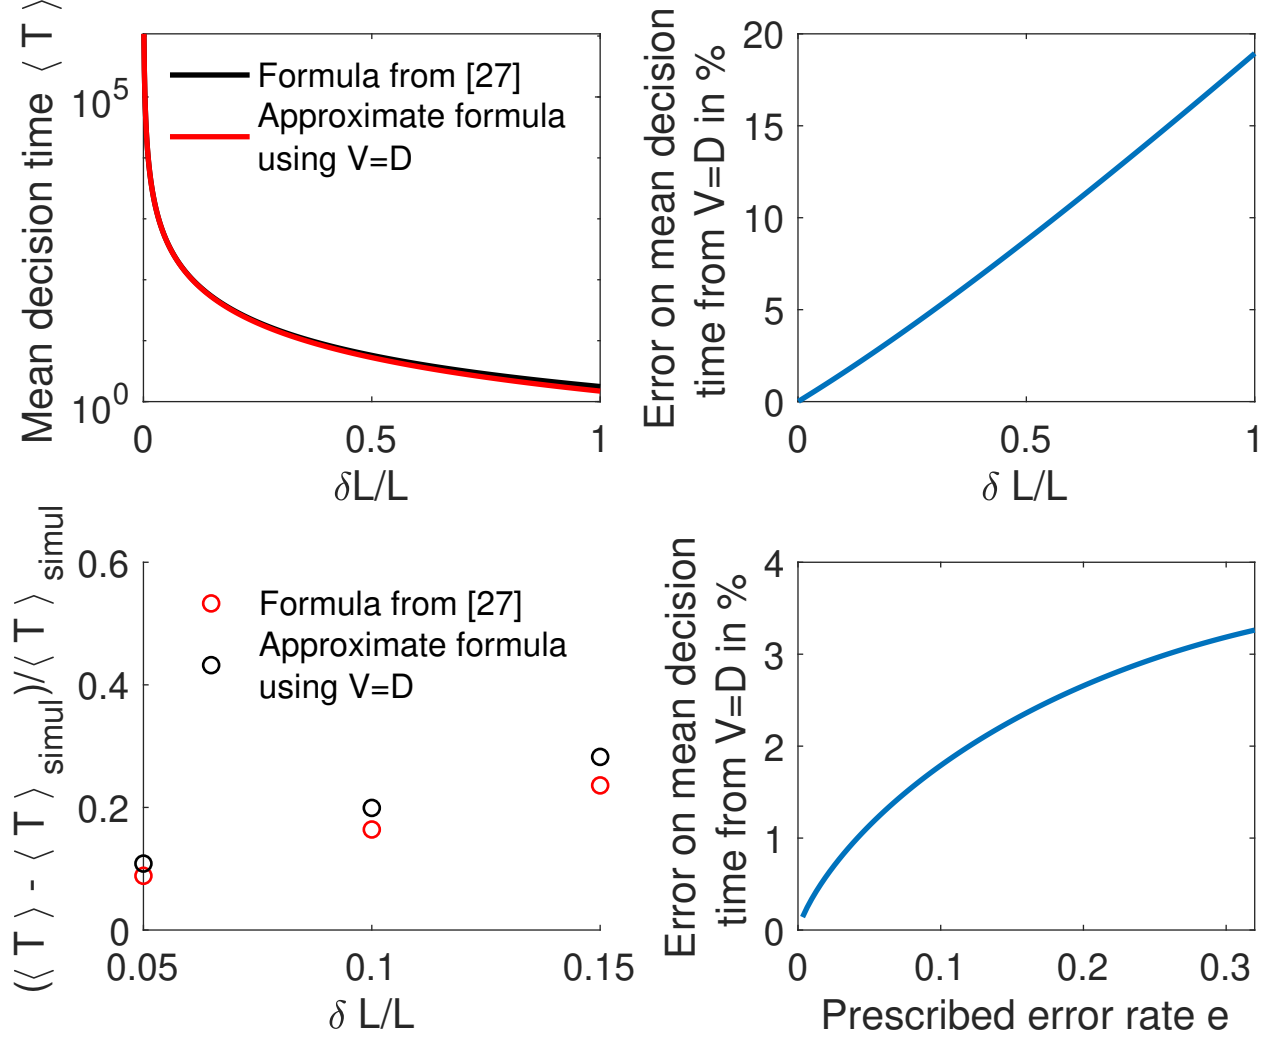 Mean decision time ⟨ T ⟩
10^5
10^0
Formula from [27]
Approximate formula
using V=D
0
0.5
1
δL/L
Error on mean decision
time from V=D in %
20
15
10
5
0
0
0.5
1
δ L/L
(⟨ T ⟩ - ⟨ T ⟩_simul)/⟨ T ⟩_simul
0.6
0.4
0.2
0
Formula from [27]
Approximate formula
using V=D
0.05
0.1
0.15
δ L/L
Error on mean decision
time from V=D in %
4
3
2
1
0
0
0.1
0.2
0.3
Prescribed error rate e